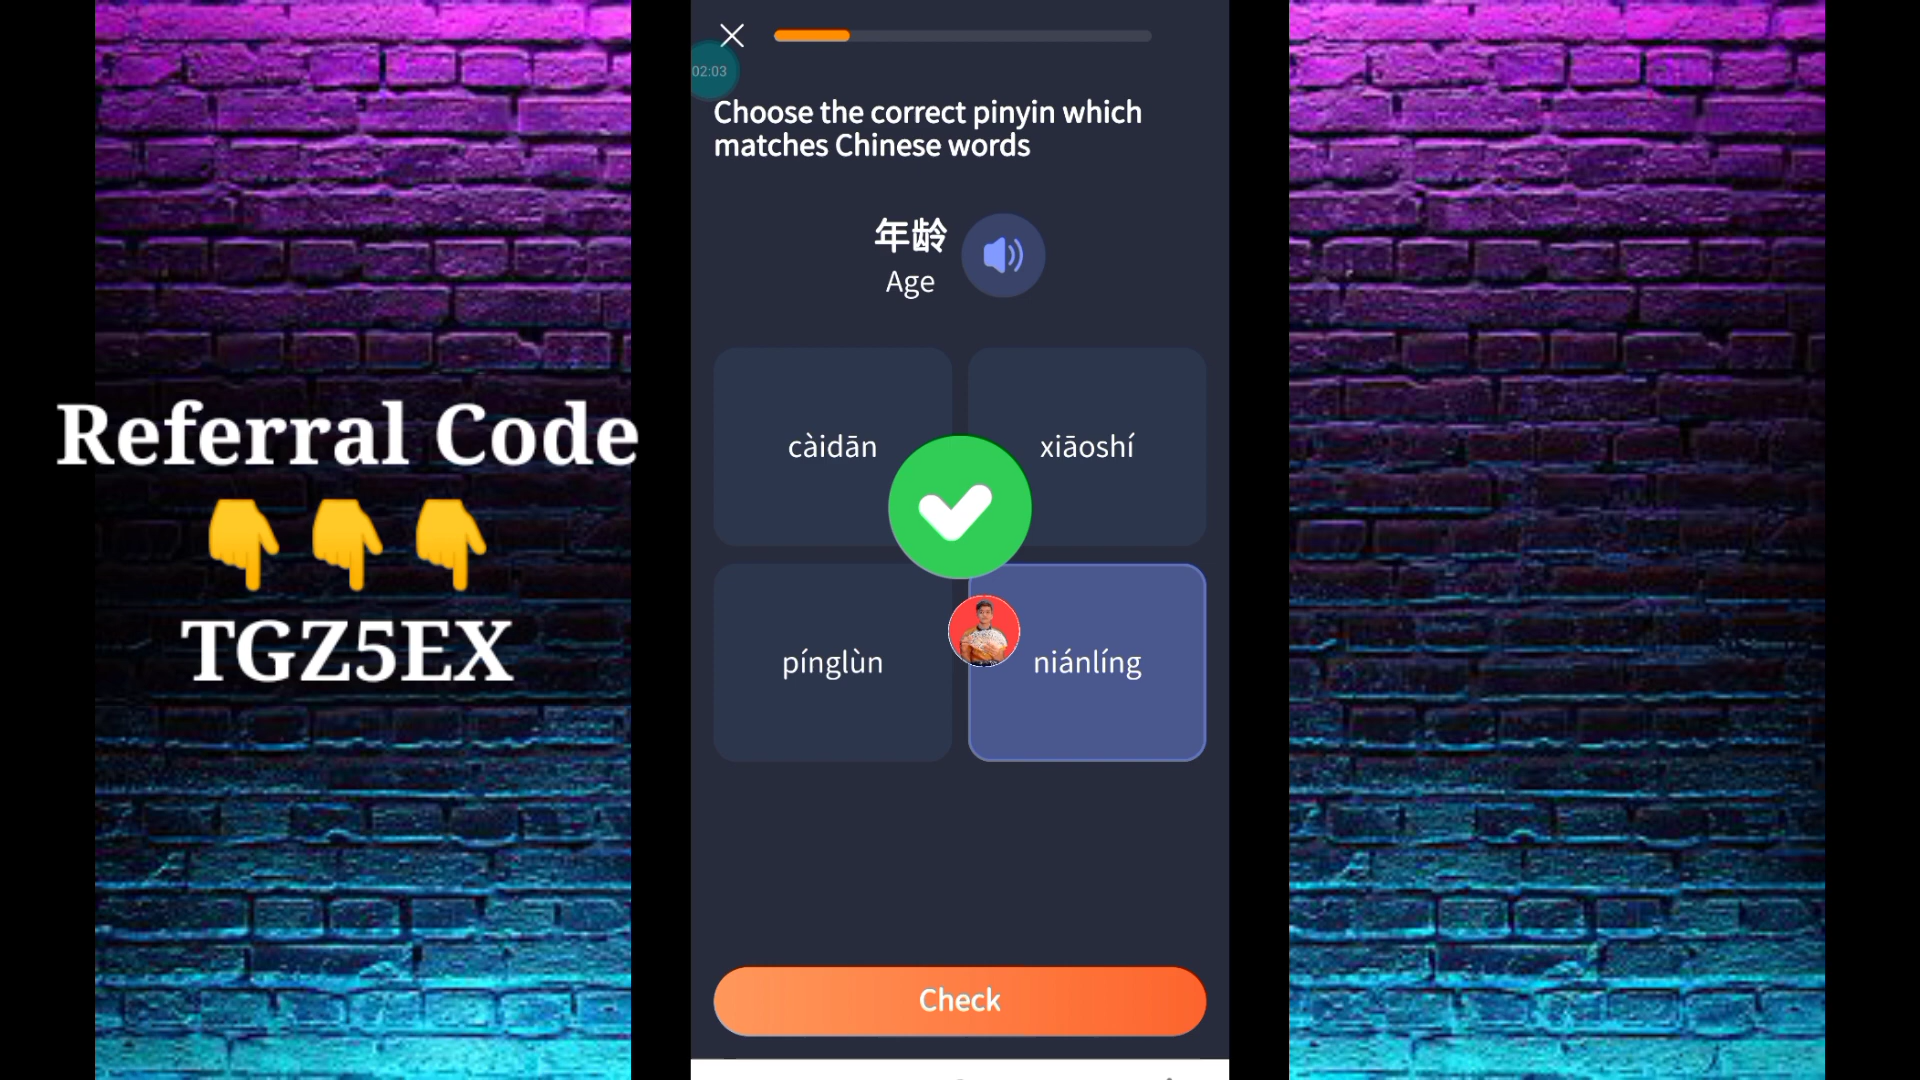 02:03
Choose the correct pinyin which
matches Chinese words
年龄
Age
càidān
xiāoshí
pínglùn
niánlíng
Check
Referral Code
👇👇👇
TGZ5EX